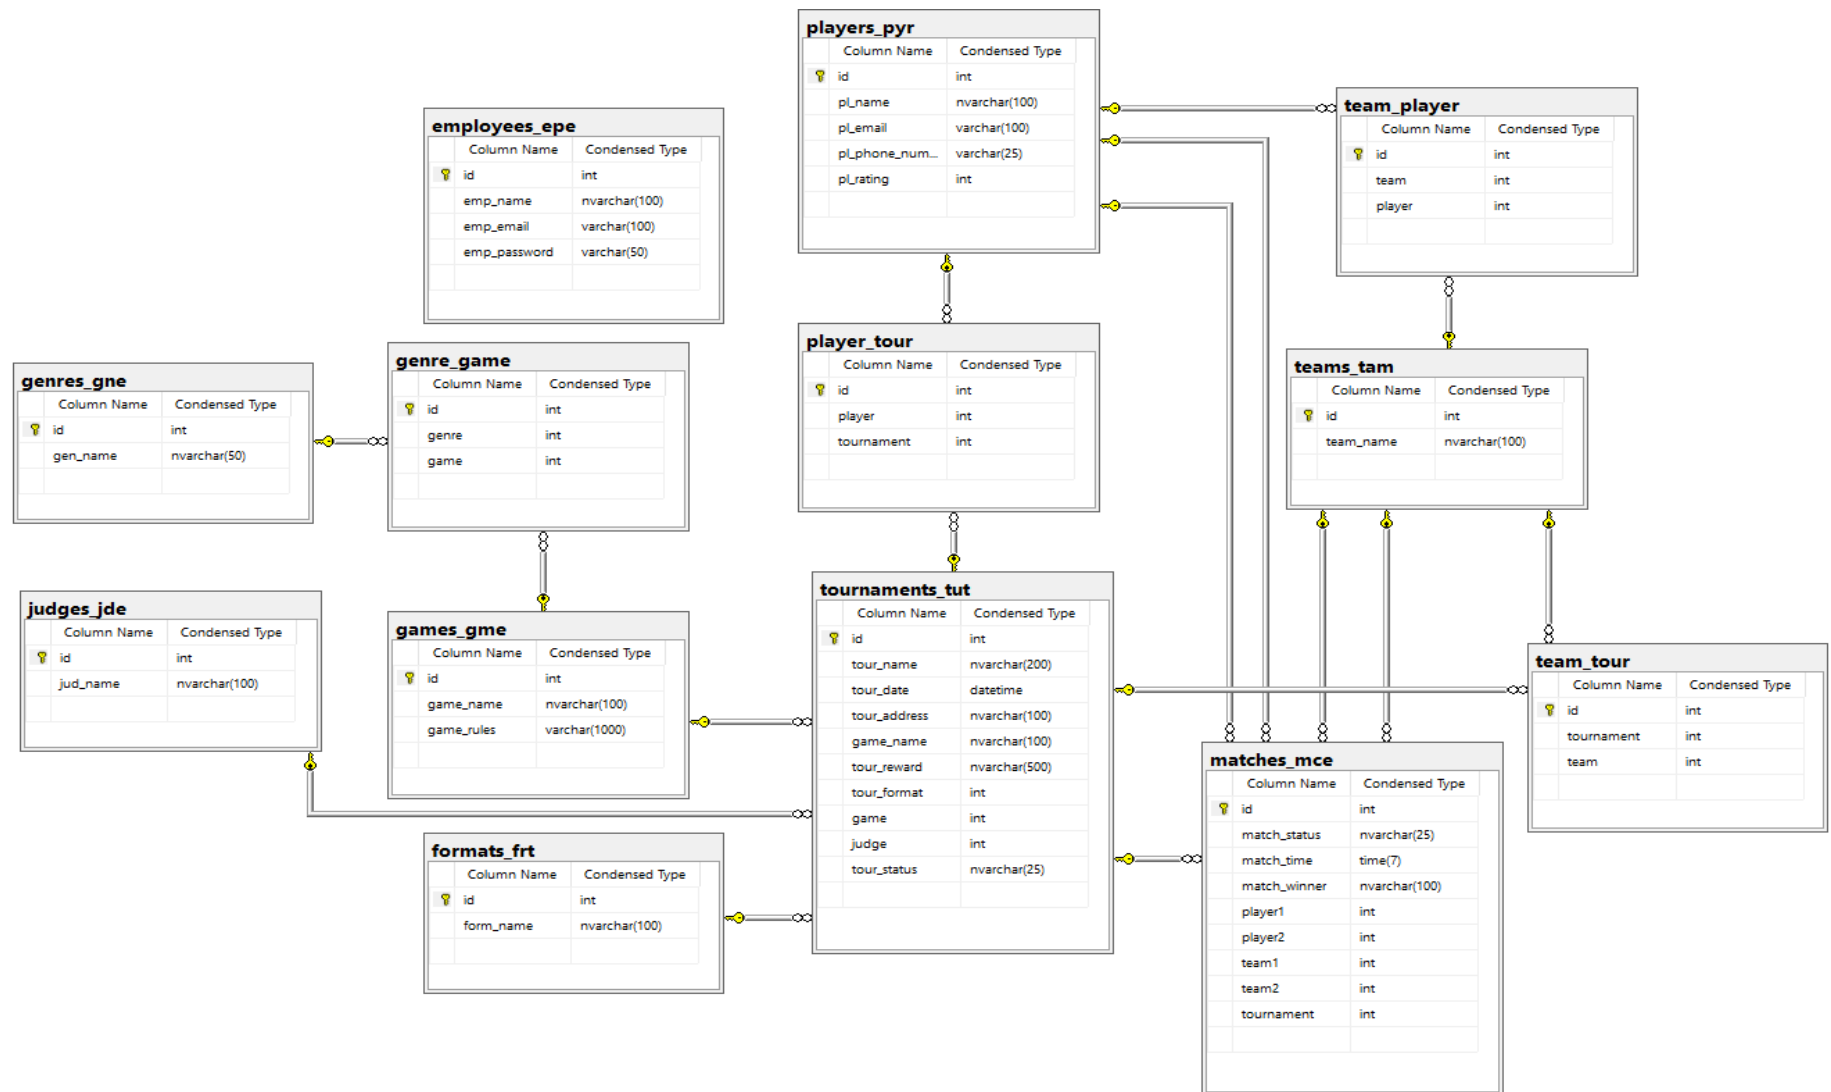 players_pyr
Column Name Condensed Type
id int
pl_name nvarchar(100)
pl_email varchar(100)
pl_phone_num... varchar(25)
pl_rating int
team_player
Column Name Condensed Type
id int
team int
player int
employees_epe
Column Name Condensed Type
id int
emp_name nvarchar(100)
emp_email varchar(100)
emp_password varchar(50)
player_tour
Column Name Condensed Type
id int
player int
tournament int
genre_game
Column Name Condensed Type
id int
genre int
game int
teams_tam
Column Name Condensed Type
id int
team_name nvarchar(100)
genres_gne
Column Name Condensed Type
id int
gen_name nvarchar(50)
tournaments_tut
Column Name Condensed Type
id int
tour_name nvarchar(200)
tour_date datetime
tour_address nvarchar(100)
game_name nvarchar(100)
tour_reward nvarchar(500)
tour_format int
game int
judge int
tour_status nvarchar(25)
judges_jde
Column Name Condensed Type
id int
jud_name nvarchar(100)
games_gme
Column Name Condensed Type
id int
game_name nvarchar(100)
game_rules varchar(1000)
team_tour
Column Name Condensed Type
id int
tournament int
team int
matches_mce
Column Name Condensed Type
id int
match_status nvarchar(25)
match_time time(7)
match_winner nvarchar(100)
player1 int
player2 int
team1 int
team2 int
tournament int
formats_frt
Column Name Condensed Type
id int
form_name nvarchar(100)